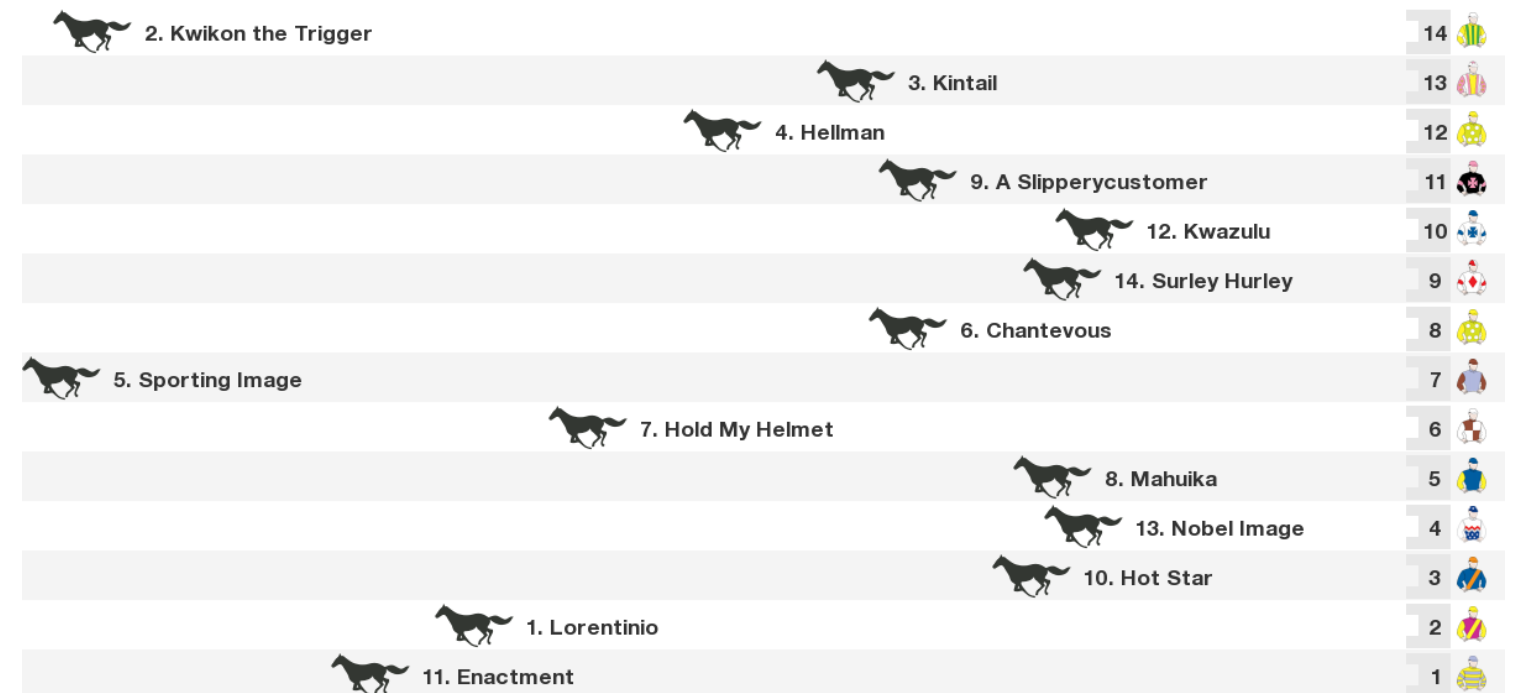 2. Kwikon the Trigger 14
3. Kintail 13
4. Hellman 12
9. A Slipperycustomer 11
12. Kwazulu 10
14. Surley Hurley 9
6. Chantevous 8
5. Sporting Image 7
7. Hold My Helmet 6
8. Mahuika 5
13. Nobel Image 4
10. Hot Star 3
1. Lorentinio 2
11. Enactment 1